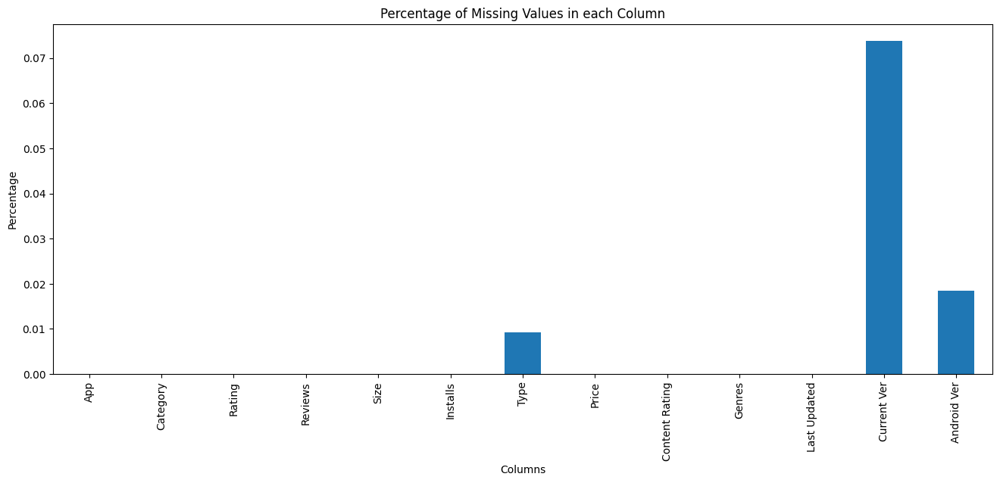 Percentage of Missing Values in each Column
Percentage
0.07
0.06
0.05
0.04
0.03
0.02
0.01
0.00
App
Category
Rating
Reviews
Size
Installs
Type
Price
Content Rating
Genres
Last Updated
Current Ver
Android Ver
Columns